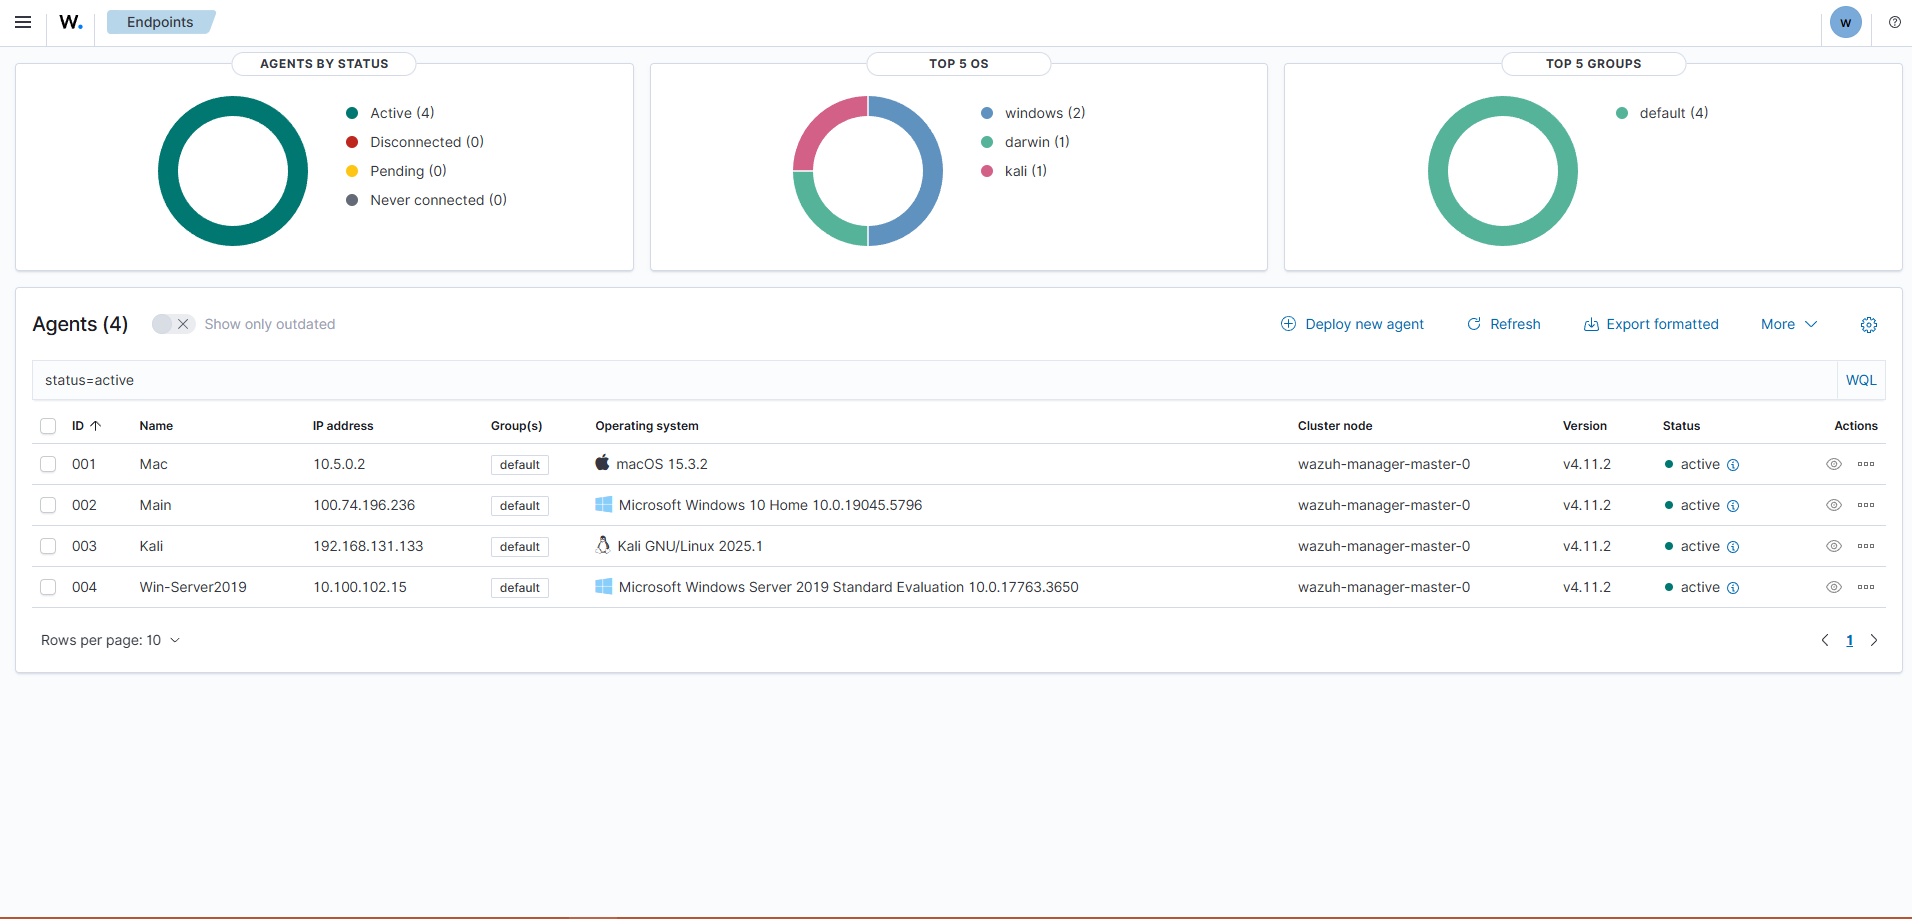 W. Endpoints w
AGENTS BY STATUS
Active (4)
Disconnected (0)
Pending (0)
Never connected (0)
TOP 5 OS
windows (2)
darwin (1)
kali (1)
TOP 5 GROUPS
default (4)
Agents (4) Show only outdated Deploy new agent Refresh Export formatted More
status=active WQL
ID Name IP address Group(s) Operating system Cluster node Version Status Actions
001 Mac 10.5.0.2 default macOS 15.3.2 wazuh-manager-master-0 v4.11.2 active
002 Main 100.74.196.236 default Microsoft Windows 10 Home 10.0.19045.5796 wazuh-manager-master-0 v4.11.2 active
003 Kali 192.168.131.133 default Kali GNU/Linux 2025.1 wazuh-manager-master-0 v4.11.2 active
004 Win-Server2019 10.100.102.15 default Microsoft Windows Server 2019 Standard Evaluation 10.0.17763.3650 wazuh-manager-master-0 v4.11.2 active
Rows per page: 10 1